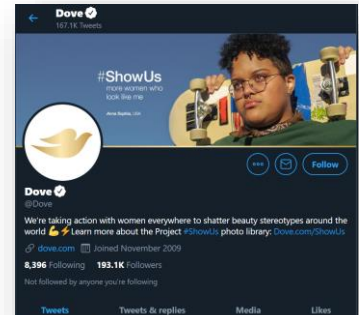 Dove
167.1K Tweets
#ShowUs
more women who
look like me
Follow
Dove
@Dove
We're taking action with women everywhere to shatter beauty stereotypes around the
world 💪⚡Learn more about the Project #ShowUs photo library: Dove.com/ShowUs
dove.com Joined November 2009
8,396 Following 193.1K Followers
Not followed by anyone you're following
Tweets Tweets & replies Media Likes